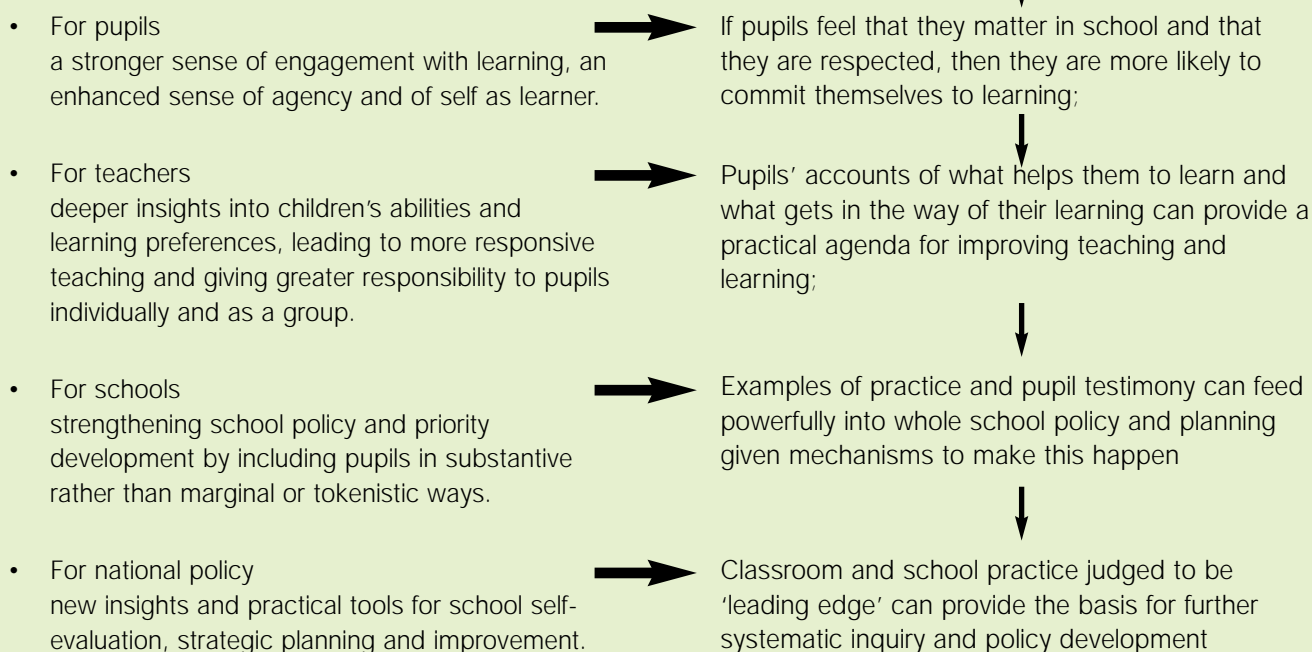 • For pupils
a stronger sense of engagement with learning, an
enhanced sense of agency and of self as learner.
If pupils feel that they matter in school and that
they are respected, then they are more likely to
commit themselves to learning;
• For teachers
deeper insights into children's abilities and
learning preferences, leading to more responsive
teaching and giving greater responsibility to pupils
individually and as a group.
Pupils' accounts of what helps them to learn and
what gets in the way of their learning can provide a
practical agenda for improving teaching and
learning;
• For schools
strengthening school policy and priority
development by including pupils in substantive
rather than marginal or tokenistic ways.
Examples of practice and pupil testimony can feed
powerfully into whole school policy and planning
given mechanisms to make this happen
• For national policy
new insights and practical tools for school self-
evaluation, strategic planning and improvement.
Classroom and school practice judged to be
'leading edge' can provide the basis for further
systematic inquiry and policy development